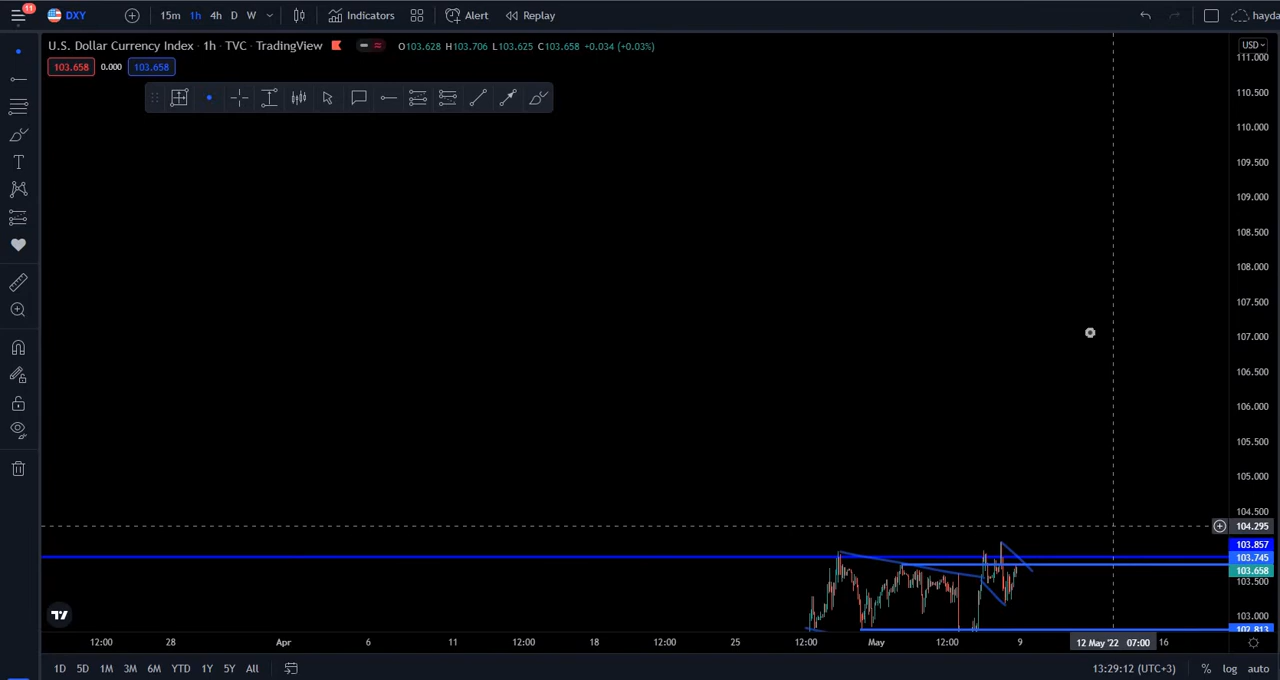 11
DXY
15m 1h 4h D W
Indicators
Alert
Replay
hayda
U.S. Dollar Currency Index · 1h · TVC · TradingView
O103.628 H103.706 L103.625 C103.658 +0.034 (+0.03%)
103.658 0.000 103.658
USD
111.000
110.500
110.000
109.500
109.000
108.500
108.000
107.500
107.000
106.500
106.000
105.500
105.000
104.500
104.295
103.857
103.745
103.658
103.500
103.000
102.813
12:00 28 Apr 6 11 12:00 18 12:00 25 12:00 May 12:00 9 12 May '22 07:00 16
1D 5D 1M 3M 6M YTD 1Y 5Y All
13:29:12 (UTC+3) % log auto